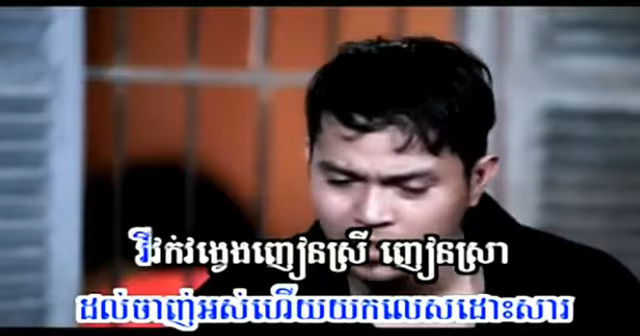 វីវក់វង្វេងញៀនស្រី ញៀនស្រា
ដល់ចាញ់អស់ហើយយកលេសដោះសារ